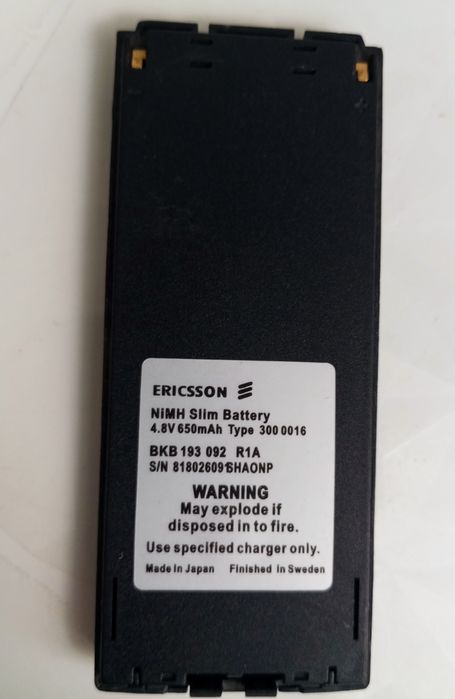 ERICSSON
NiMH Slim Battery
4.8V 650mAh Type 300 0016
BKB 193 092 R1A
S/N
WARNING
May explode if
disposed in to fire.
Use specified charger only.
Made in Japan Finished in Sweden